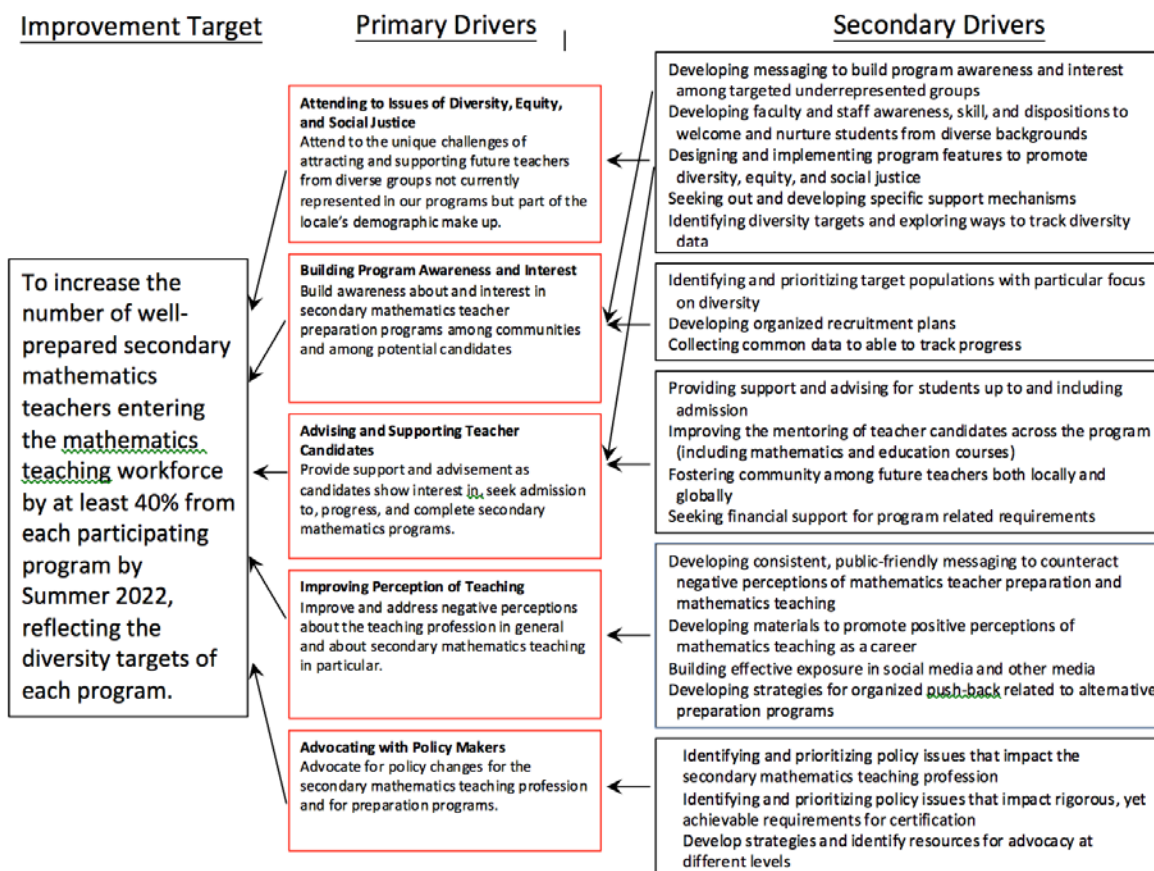 Improvement Target
Primary Drivers
Secondary Drivers
To increase the
number of well-
prepared secondary
mathematics
teachers entering
the mathematics
teaching workforce
by at least 40% from
each participating
program by
Summer 2022,
reflecting the
diversity targets of
each program.
Attending to Issues of Diversity, Equity,
and Social Justice
Attend to the unique challenges of
attracting and supporting future teachers
from diverse groups not currently
represented in our programs but part of the
locale's demographic make up.
Building Program Awareness and Interest
Build awareness about and interest in
secondary mathematics teacher
preparation programs among communities
and among potential candidates
Advising and Supporting Teacher
Candidates
Provide support and advisement as
candidates show interest in, seek admission
to, progress, and complete secondary
mathematics programs.
Improving Perception of Teaching
Improve and address negative perceptions
about the teaching profession in general
and about secondary mathematics teaching
in particular.
Advocating with Policy Makers
Advocate for policy changes for the
secondary mathematics teaching profession
and for preparation programs.
Developing messaging to build program awareness and interest
among targeted underrepresented groups
Developing faculty and staff awareness, skill, and dispositions to
welcome and nurture students from diverse backgrounds
Designing and implementing program features to promote
diversity, equity, and social justice
Seeking out and developing specific support mechanisms
Identifying diversity targets and exploring ways to track diversity
data
Identifying and prioritizing target populations with particular focus
on diversity
Developing organized recruitment plans
Collecting common data to able to track progress
Providing support and advising for students up to and including
admission
Improving the mentoring of teacher candidates across the program
(including mathematics and education courses)
Fostering community among future teachers both locally and
globally
Seeking financial support for program related requirements
Developing consistent, public-friendly messaging to counteract
negative perceptions of mathematics teacher preparation and
mathematics teaching
Developing materials to promote positive perceptions of
mathematics teaching as a career
Building effective exposure in social media and other media
Developing strategies for organized push-back related to alternative
preparation programs
Identifying and prioritizing policy issues that impact the
secondary mathematics teaching profession
Identifying and prioritizing policy issues that impact rigorous, yet
achievable requirements for certification
Develop strategies and identify resources for advocacy at
different levels